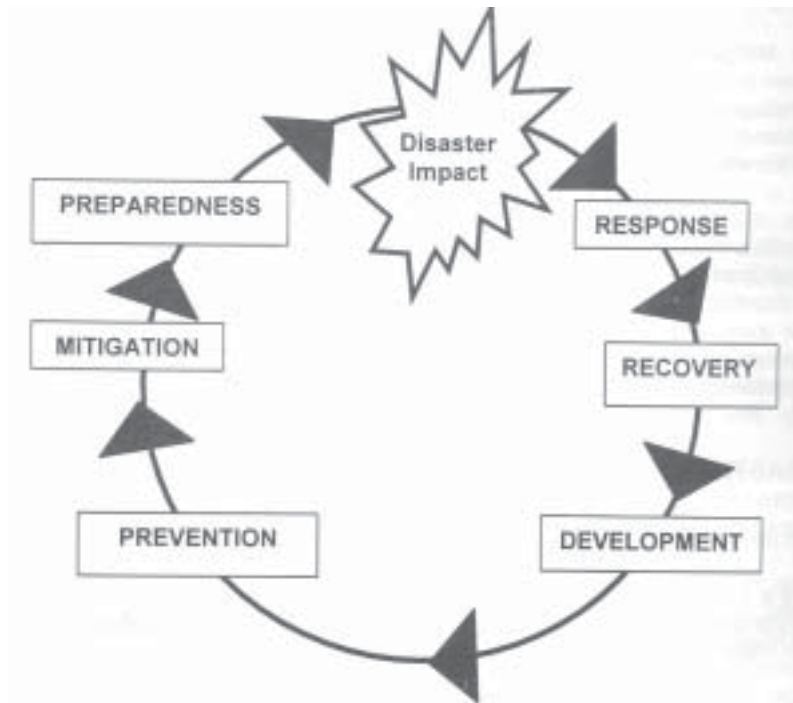 Disaster
Impact
PREPAREDNESS
RESPONSE
MITIGATION
RECOVERY
PREVENTION
DEVELOPMENT